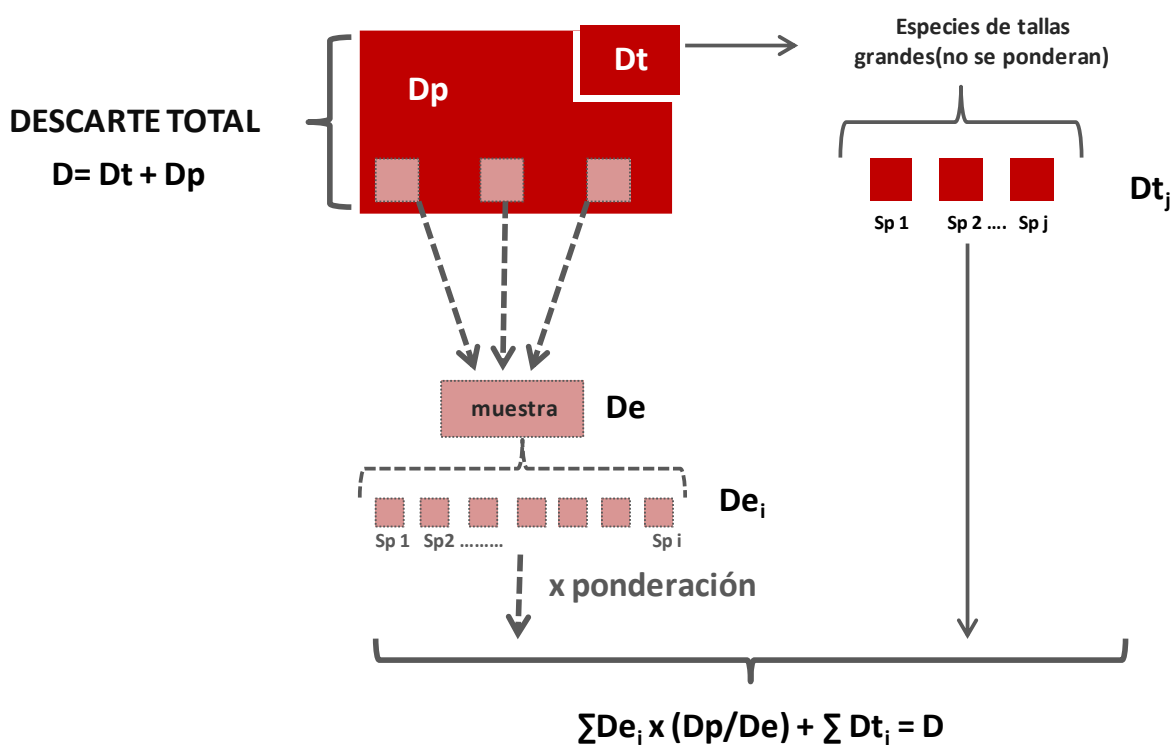 Especies de tallas
grandes(no se ponderan)
Dt
Dp
DESCARTE TOTAL
D= Dt + Dp
Dtj
Sp 1 Sp 2 .... Sp j
muestra
De
Dei
Sp 1 Sp2 ......... Sp i
x ponderación
∑Dei x (Dp/De) + ∑ Dti = D